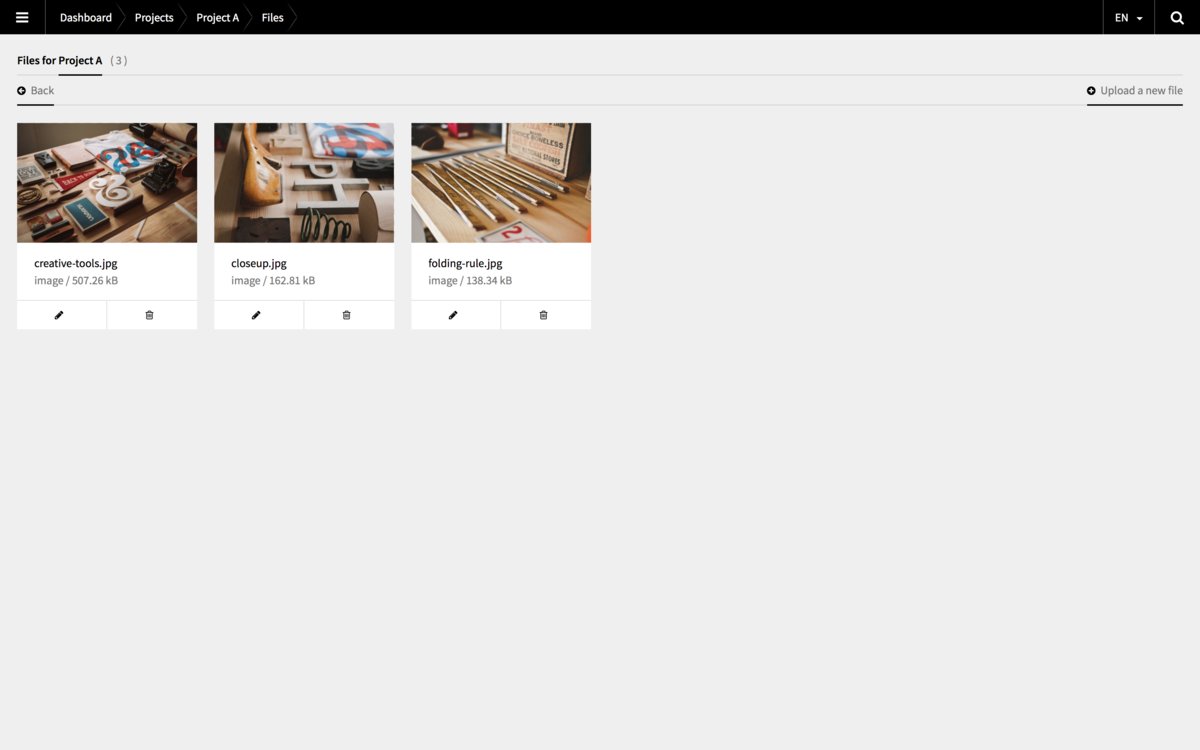 Dashboard Projects Project A Files EN
Files for Project A ( 3 )
Back Upload a new file
creative-tools.jpg
image / 507.26 kB
closeup.jpg
image / 162.81 kB
folding-rule.jpg
image / 138.34 kB